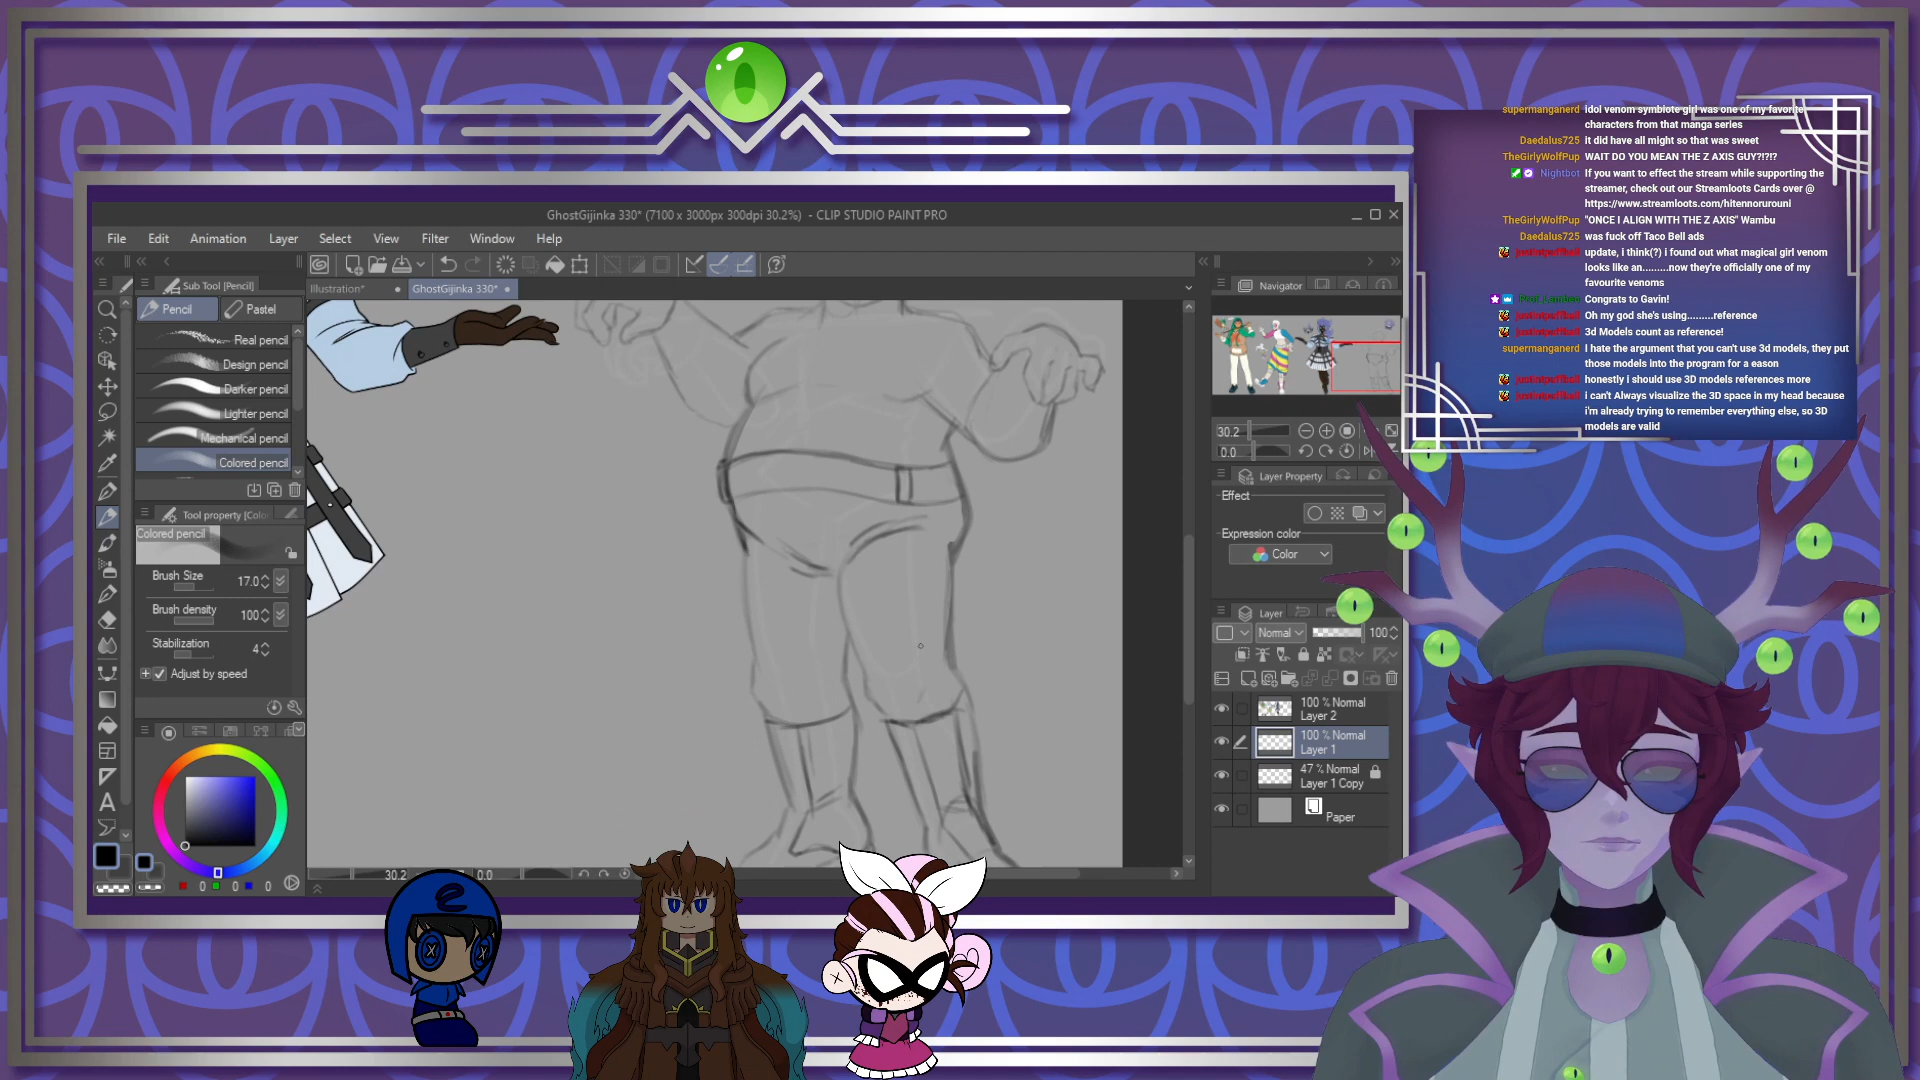 GhostGijinka 330* (7100 x 3000px 300dpi 30.2%) - CLIP STUDIO PAINT PRO
File Edit Animation Layer Select View Filter Window Help
Sub Tool [Pencil]
Illustration*
GhostGijinka 330*
Pencil
Pastel
Real pencil
Design pencil
Darker pencil
Lighter pencil
Mechanical pencil
Colored pencil
Tool property [Colo
Colored pencil
Brush Size 17.0
Brush density 100
Stabilization 4
Adjust by speed
0 0 0
30.2 0.0
Navigator
30.2
0.0
Layer Property
Effect
Expression color
Color
Layer
Normal 100
100 % Normal
Layer 2
100 % Normal
Layer 1
47 % Normal
Layer 1 Copy
Paper
supermanganerd idol venom symbiote girl was one of my favorite
characters from that manga series
Daedalus725 it did have all might so that was sweet
TheGirlyWolfPup WAIT DO YOU MEAN THE Z AXIS GUY?!?!?
Nightbot If you want to effect the stream while supporting the
streamer, check out our Streamloots Cards over @
https://www.streamloots.com/hitennorurouni
TheGirlyWolfPup "ONCE I ALIGN WITH THE Z AXIS" Wambu
Daedalus725 was fuck off Taco Bell ads
update, i think(?) i found out what magical girl venom
looks like an.........now they're officially one of my
favourite venoms
Congrats to Gavin!
Oh my god she's using.........reference
3d Models count as reference!
supermanganerd I hate the argument that you can't use 3d models, they put
those models into the program for a eason
honestly i should use 3D models references more
i can't Always visualize the 3D space in my head because
i'm already trying to remember everything else, so 3D
models are valid